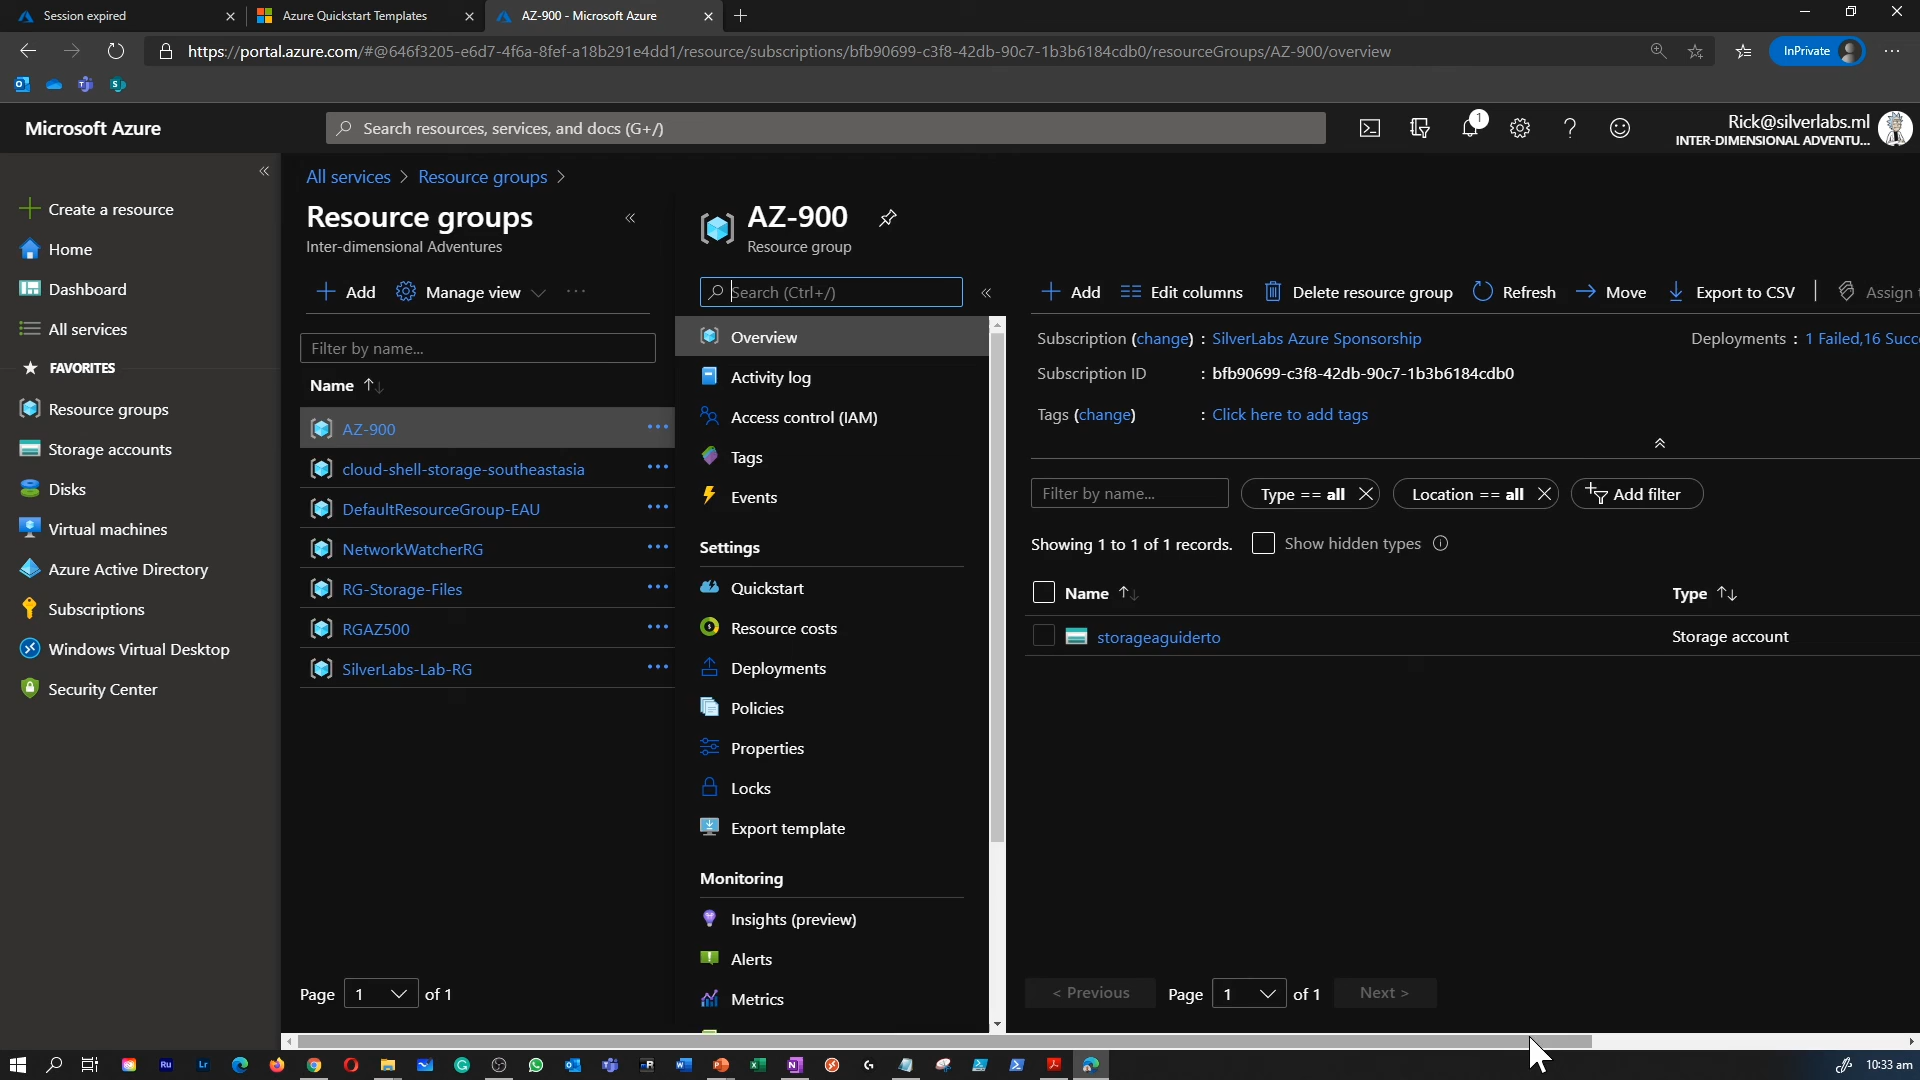 Session expired
Azure Quickstart Templates
AZ-900 - Microsoft Azure
https://portal.azure.com/#@646f3205-e6d7-4f6a-8fef-a18b291e4dd1/resource/subscriptions/bfb90699-c3f8-42db-90c7-1b3b6184cdb0/resourceGroups/AZ-900/overview
InPrivate
Microsoft Azure
Search resources, services, and docs (G+/)
1
Rick@silverlabs.ml
INTER-DIMENSIONAL ADVENTU...
Create a resource
Home
Dashboard
All services
FAVORITES
Resource groups
Storage accounts
Disks
Virtual machines
Azure Active Directory
Subscriptions
Windows Virtual Desktop
Security Center
All services > Resource groups >
Resource groups
Inter-dimensional Adventures
Add
Manage view
Filter by name...
Name
AZ-900
cloud-shell-storage-southeastasia
DefaultResourceGroup-EAU
NetworkWatcherRG
RG-Storage-Files
RGAZ500
SilverLabs-Lab-RG
Page 1 of 1
AZ-900
Resource group
Search (Ctrl+/)
Overview
Activity log
Access control (IAM)
Tags
Events
Settings
Quickstart
Resource costs
Deployments
Policies
Properties
Locks
Export template
Monitoring
Insights (preview)
Alerts
Metrics
Add
Edit columns
Delete resource group
Refresh
Move
Export to CSV
Assign t
Subscription (change) : SilverLabs Azure Sponsorship
Deployments : 1 Failed,16 Succe
Subscription ID : bfb90699-c3f8-42db-90c7-1b3b6184cdb0
Tags (change) : Click here to add tags
Filter by name...
Type == all
Location == all
Add filter
Showing 1 to 1 of 1 records.
Show hidden types
Name
Type
storageaguiderto
Storage account
< Previous
Page 1 of 1
Next >
10:33 am